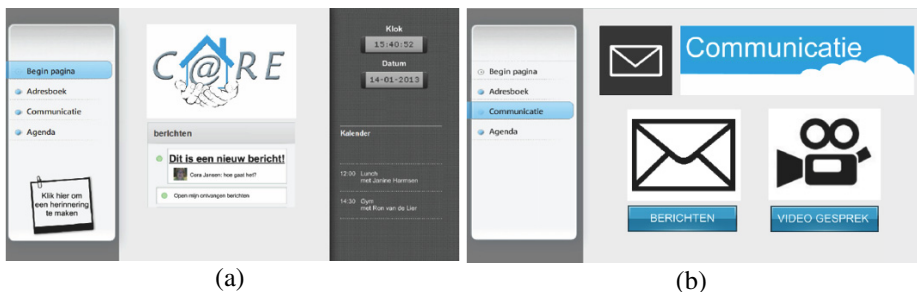 Begin pagina
Adresboek
Communicatie
Agenda
Klik hier om
een herinnering
te maken
C@RE
berichten
Dit is een nieuw bericht!
Cora Jansen: hoe gaat het?
Open mijn ontvangen berichten
Klok
15:40:52
Datum
14-01-2013
Kalender
12:00 Lunch
met Janine Harmsen
14:30 Gym
met Ron van de Lier
(a)
Begin pagina
Adresboek
Communicatie
Agenda
Communicatie
BERICHTEN
VIDEO GESPREK
(b)